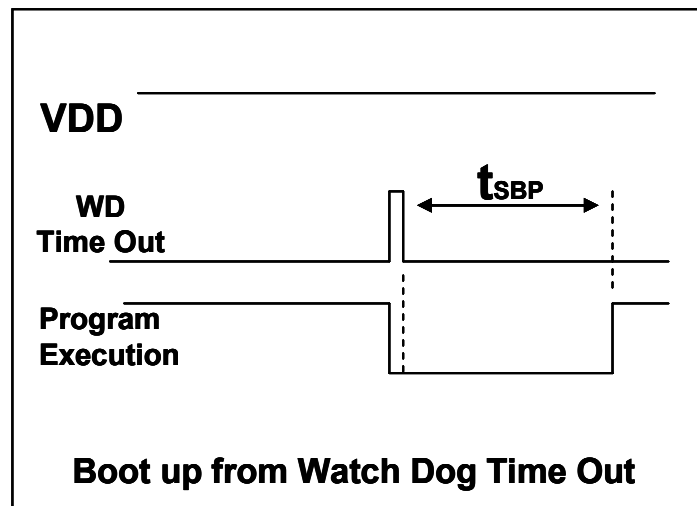 VDD
tSBP
WD
Time Out
Program
Execution
Boot up from Watch Dog Time Out